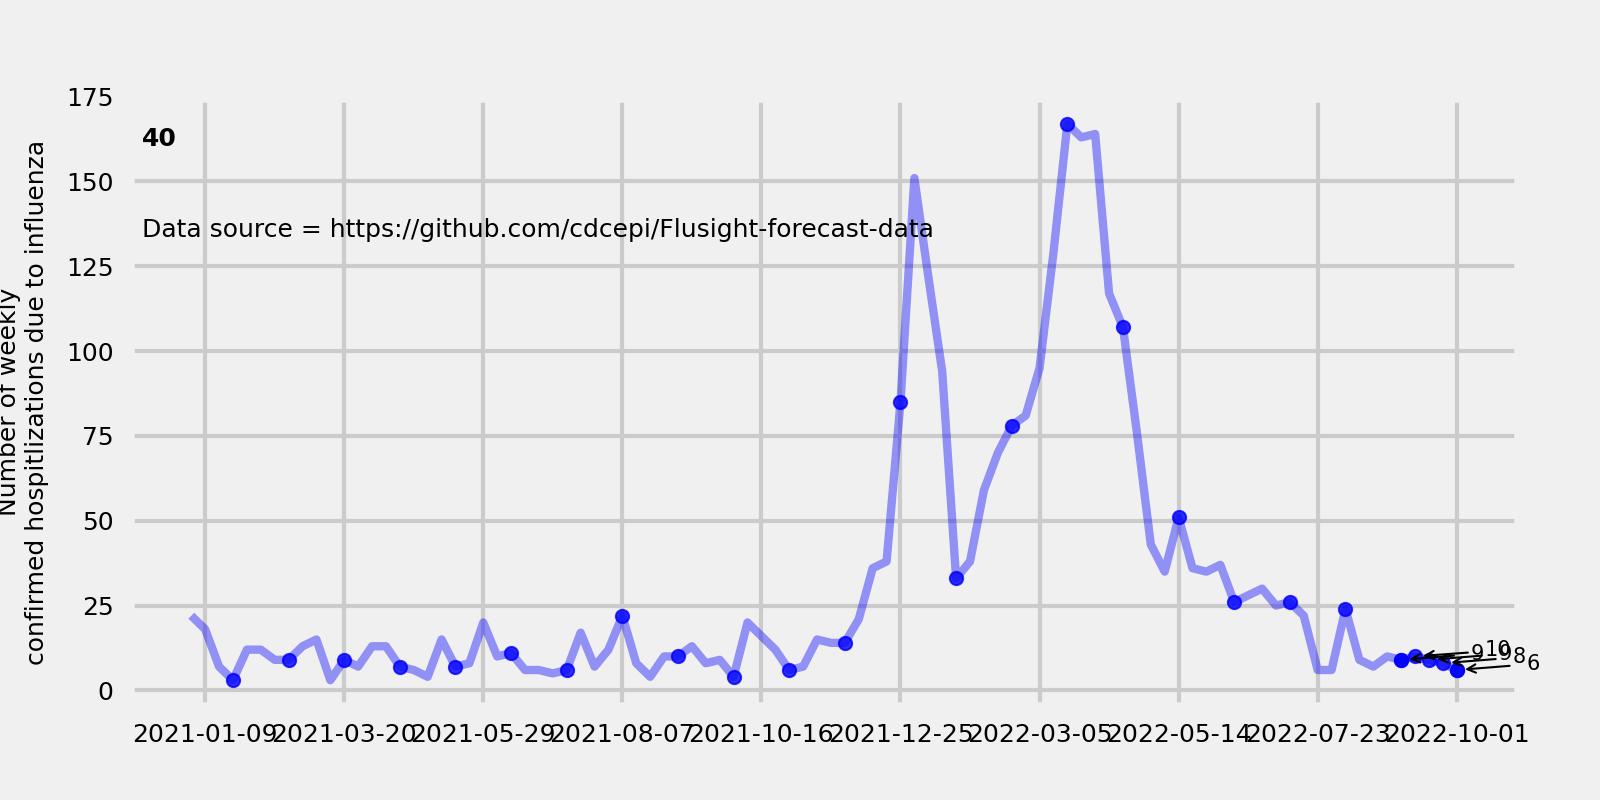 Number of weekly
confirmed hospitlizations due to influenza
175
150
125
100
75
50
25
0
40
Data source = https://github.com/cdcepi/Flusight-forecast-data
9 10 9 8 6
2021-01-09 2021-03-20 2021-05-29 2021-08-07 2021-10-16 2021-12-25 2022-03-05 2022-05-14 2022-07-23 2022-10-01